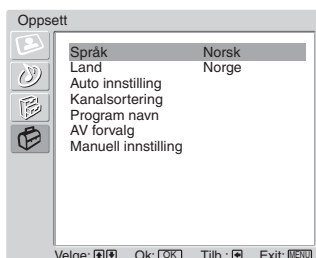 Oppsett
Språk Norsk
Land Norge
Auto innstilling
Kanalsortering
Program navn
AV forvalg
Manuell innstilling
Velge: Ok: OK Tilb.: Exit: MENU